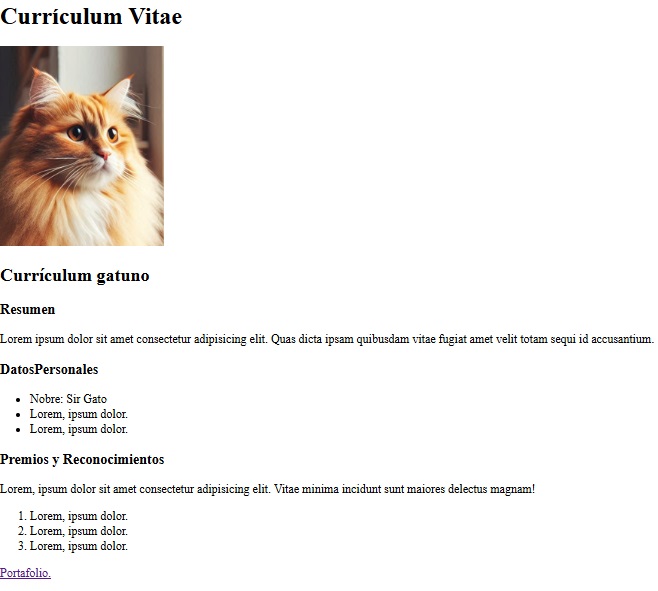 Currículum Vitae
Currículum gatuno
Resumen
Lorem ipsum dolor sit amet consectetur adipisicing elit. Quas dicta ipsam quibusdam vitae fugiat amet velit totam sequi id accusantium.
DatosPersonales
• Nobre: Sir Gato
• Lorem, ipsum dolor.
• Lorem, ipsum dolor.
Premios y Reconocimientos
Lorem, ipsum dolor sit amet consectetur adipisicing elit. Vitae minima incidunt sunt maiores delectus magnam!
1. Lorem, ipsum dolor.
2. Lorem, ipsum dolor.
3. Lorem, ipsum dolor.
Portafolio.